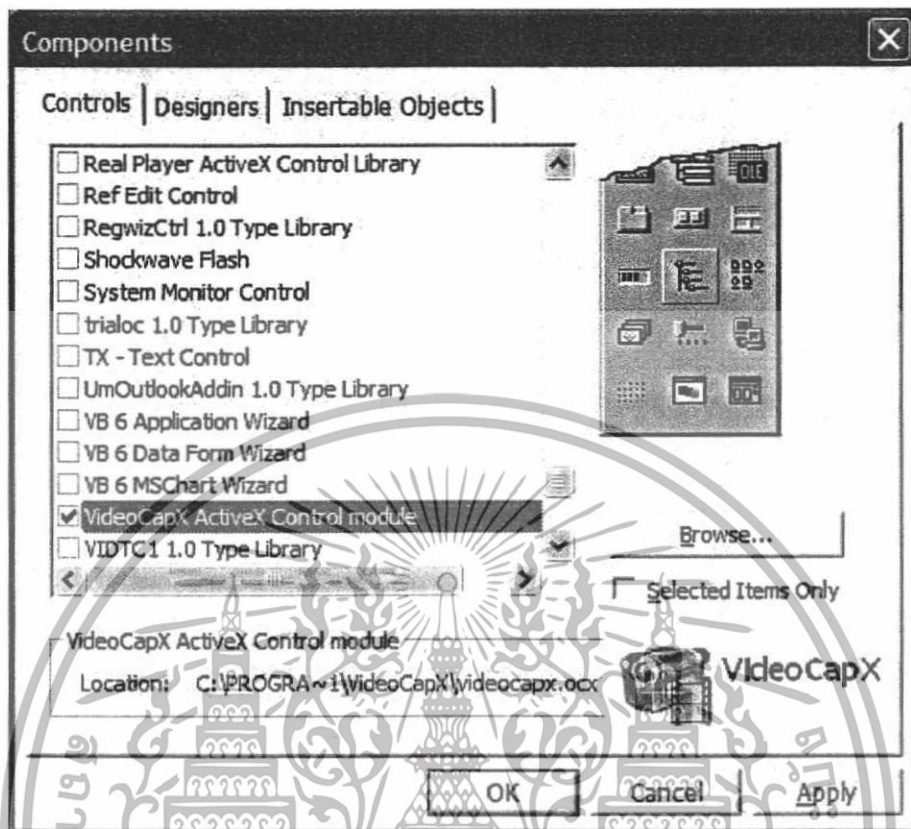 Components
Controls Designers Insertable Objects
Real Player ActiveX Control Library
Ref Edit Control
RegwizCtrl 1.0 Type Library
Shockwave Flash
System Monitor Control
trialoc 1.0 Type Library
TX - Text Control
UmOutlookAddin 1.0 Type Library
VB 6 Application Wizard
VB 6 Data Form Wizard
VB 6 MSChart Wizard
VideoCapX ActiveX Control module
VIDTC1 1.0 Type Library
Browse...
Selected Items Only
VideoCapX ActiveX Control module
Location: C:\PROGRA~1\VideoCapX\videocapx.ocx
VideoCapX
OK Cancel Apply